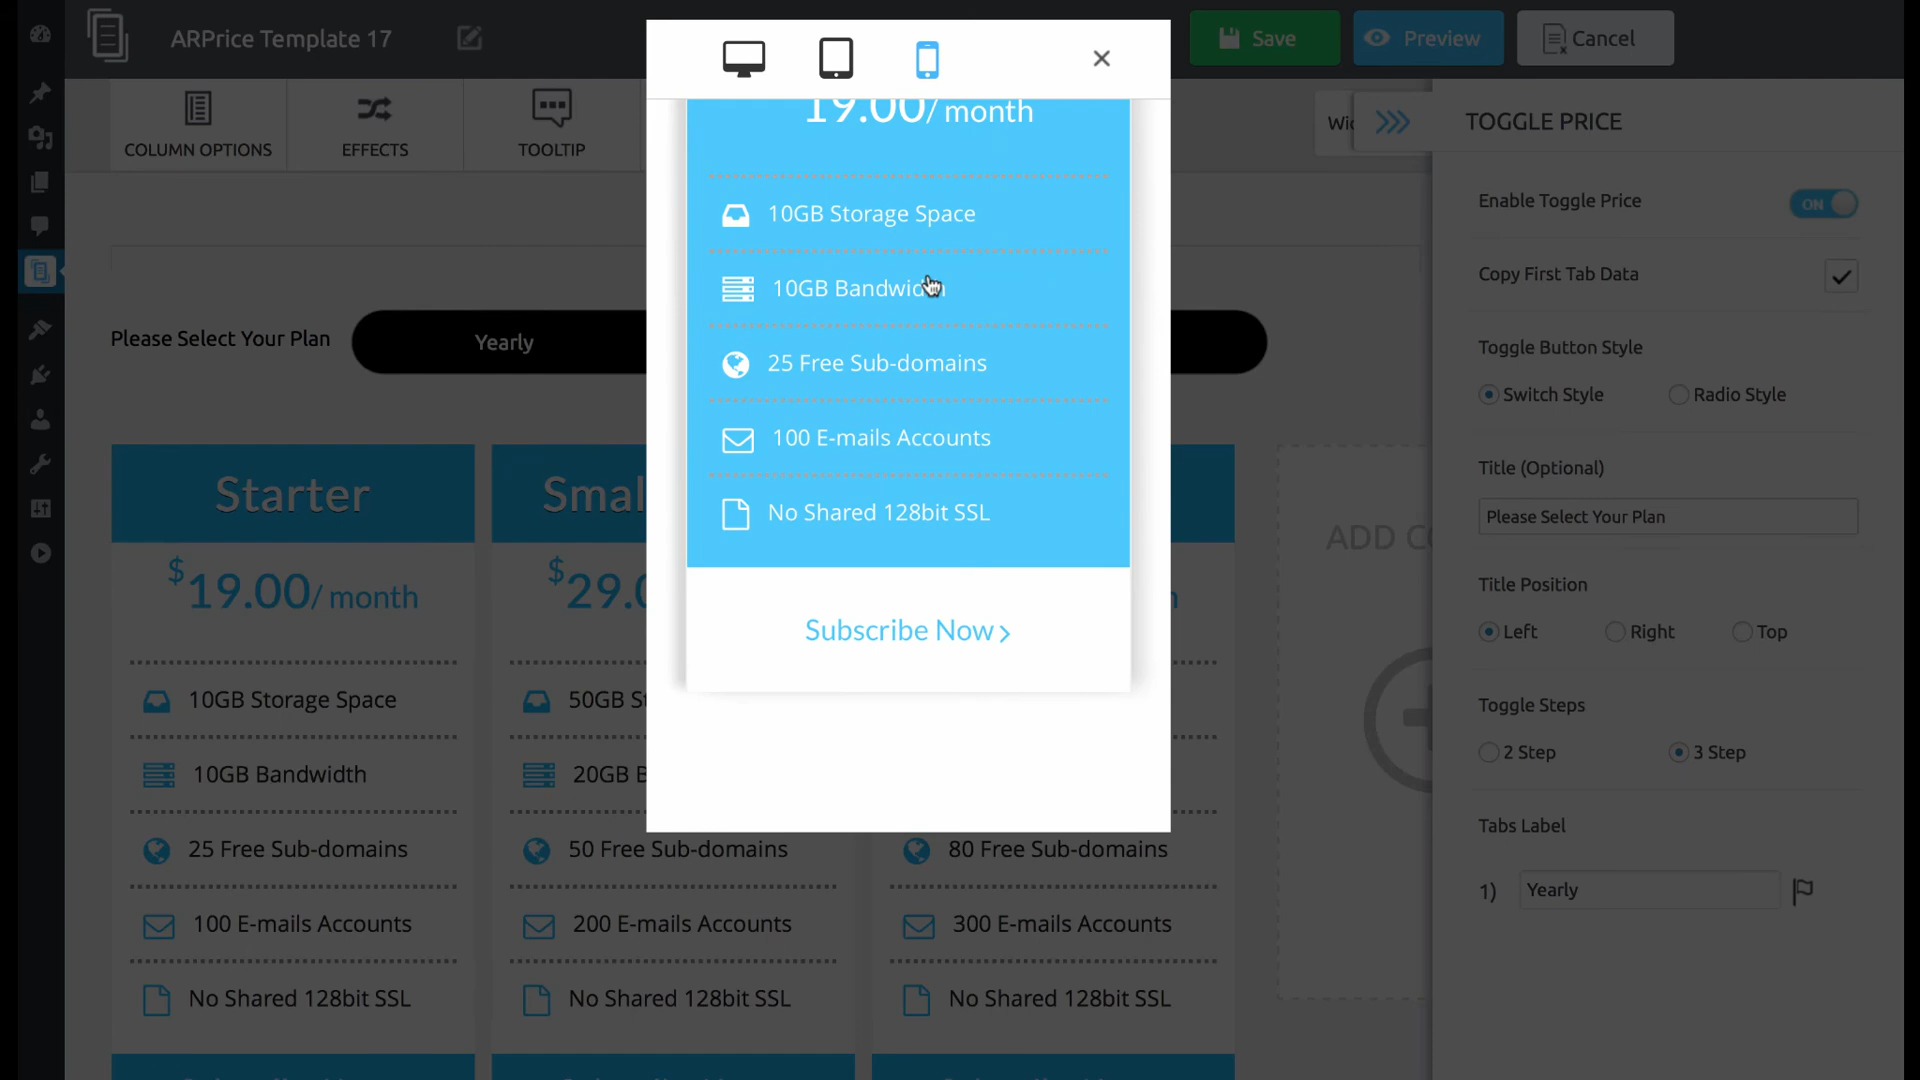 ARPrice Template 17
Save
Preview
Cancel
COLUMN OPTIONS
EFFECTS
TOOLTIP
TOGGLE PRICE
Enable Toggle Price
ON
Copy First Tab Data
Toggle Button Style
Switch Style
Radio Style
Title (Optional)
Please Select Your Plan
Title Position
Left
Right
Top
Toggle Steps
2 Step
3 Step
Tabs Label
1)
Yearly
19.00/ month
10GB Storage Space
10GB Bandwidth
25 Free Sub-domains
100 E-mails Accounts
No Shared 128bit SSL
Subscribe Now
Please Select Your Plan
Yearly
Starter
$19.00/ month
10GB Storage Space
10GB Bandwidth
25 Free Sub-domains
100 E-mails Accounts
No Shared 128bit SSL
50 Free Sub-domains
200 E-mails Accounts
No Shared 128bit SSL
80 Free Sub-domains
300 E-mails Accounts
No Shared 128bit SSL
ADD